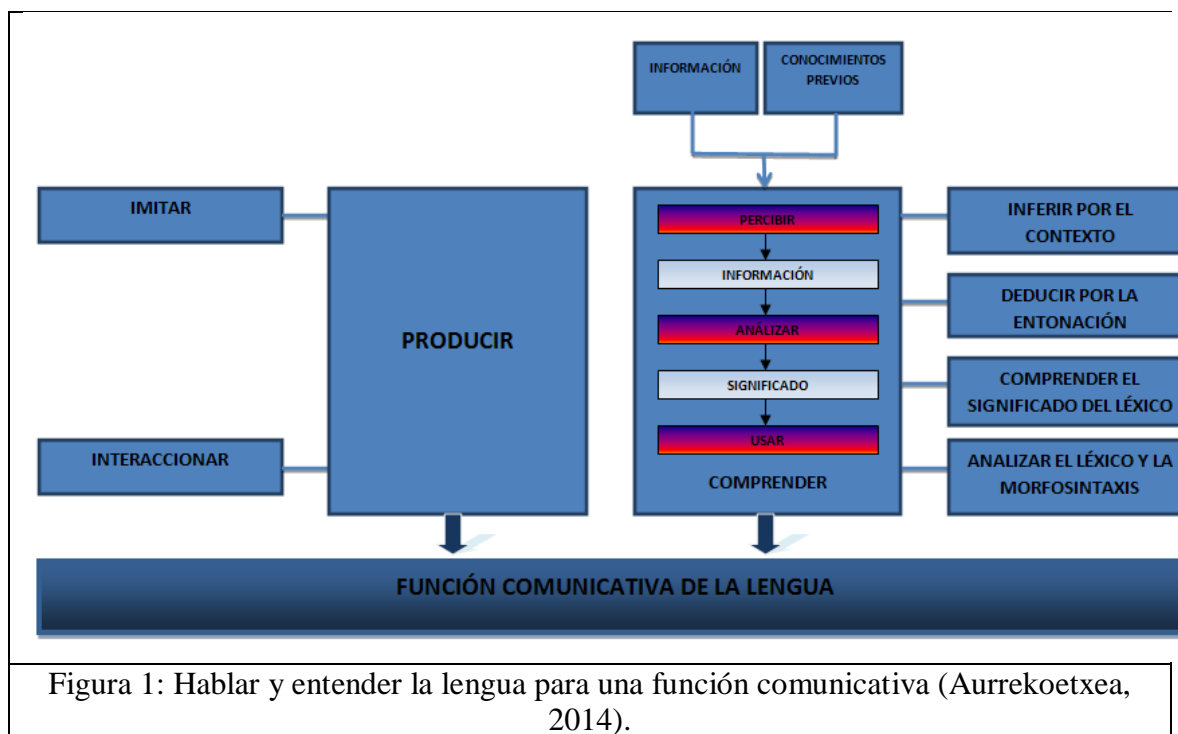 INFORMACIÓN
CONOCIMIENTOS
PREVIOS
IMITAR
INTERACCIONAR
PRODUCIR
PERCIBIR
INFORMACIÓN
ANÁLIZAR
SIGNIFICADO
USAR
COMPRENDER
INFERIR POR EL
CONTEXTO
DEDUCIR POR LA
ENTONACIÓN
COMPRENDER EL
SIGNIFICADO DEL LÉXICO
ANALIZAR EL LÉXICO Y LA
MORFOSINTAXIS
FUNCIÓN COMUNICATIVA DE LA LENGUA
Figura 1: Hablar y entender la lengua para una función comunicativa (Aurrekoetxea,
2014).